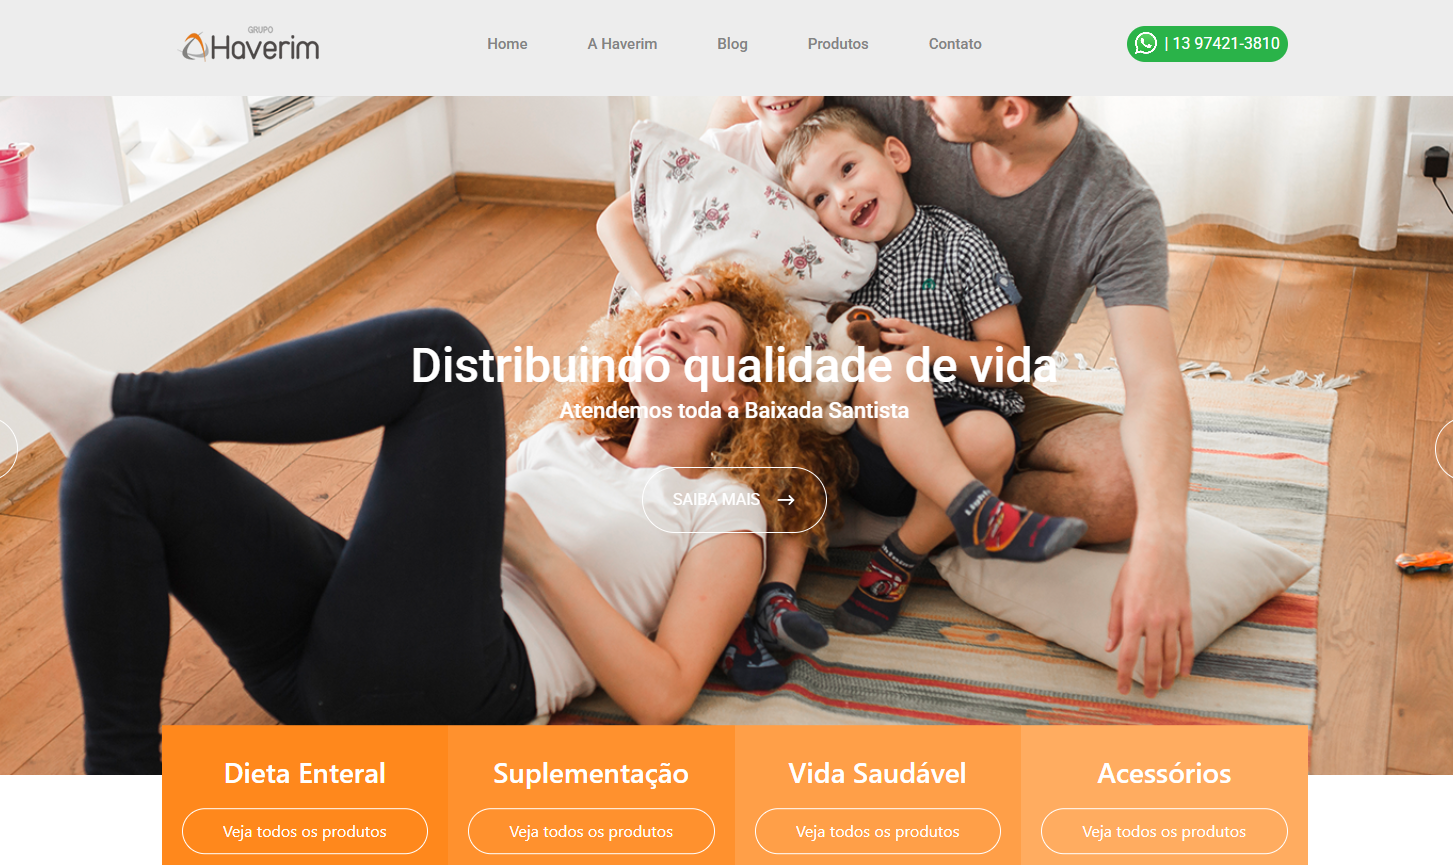 GRUPO
Haverim
Home
A Haverim
Blog
Produtos
Contato
| 13 97421-3810
Distribuindo qualidade de vida
Atendemos toda a Baixada Santista
SAIBA MAIS
Dieta Enteral
Suplementação
Vida Saudável
Acessórios
Veja todos os produtos
Veja todos os produtos
Veja todos os produtos
Veja todos os produtos